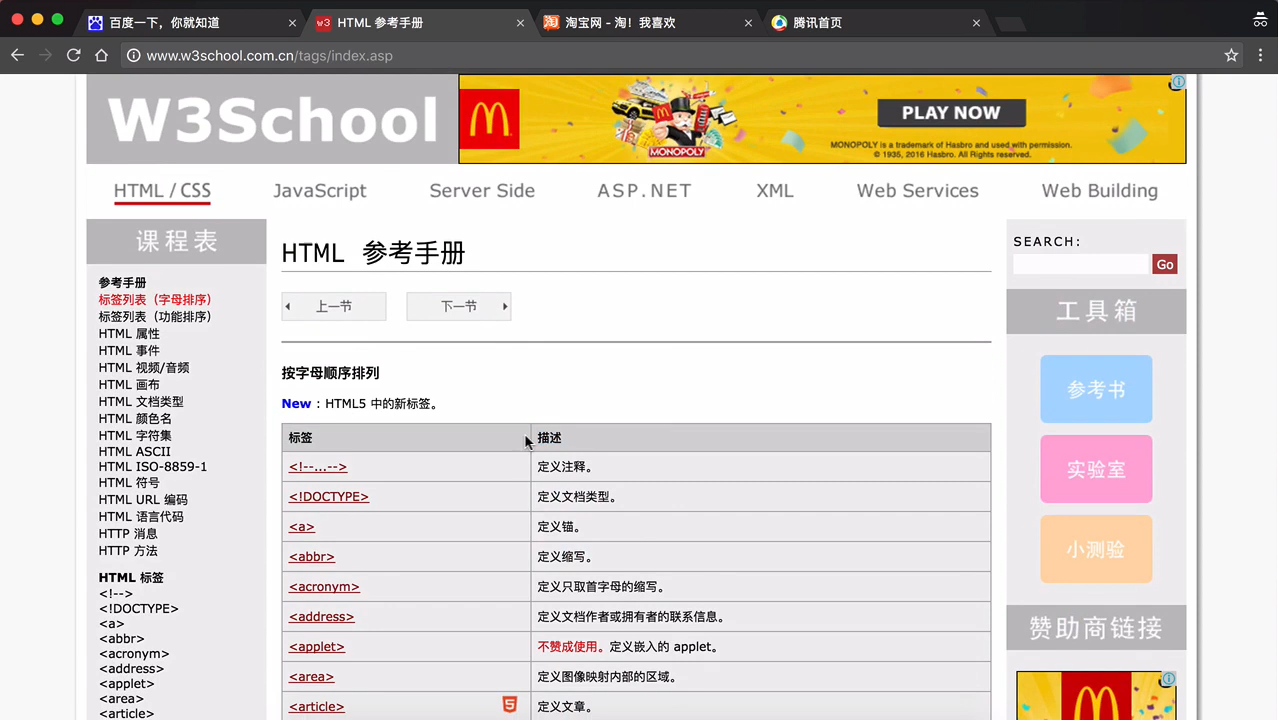 百度一下，你就知道
HTML 参考手册
淘宝网 - 淘！我喜欢
腾讯首页
www.w3school.com.cn/tags/index.asp
W3School
MONOPOLY
PLAY NOW
MONOPOLY is a trademark of Hasbro and used with permission.
© 1935, 2016 Hasbro. All Rights reserved.
HTML / CSS
JavaScript
Server Side
ASP.NET
XML
Web Services
Web Building
课程表
参考手册
标签列表（字母排序）
标签列表（功能排序）
HTML 属性
HTML 事件
HTML 视频/音频
HTML 画布
HTML 文档类型
HTML 颜色名
HTML 字符集
HTML ASCII
HTML ISO-8859-1
HTML 符号
HTML URL 编码
HTML 语言代码
HTTP 消息
HTTP 方法
HTML 标签
<!-->
<!DOCTYPE>
<a>
<abbr>
<acronym>
<address>
<applet>
<area>
<article>
HTML 参考手册
上一节
下一节
按字母顺序排列
New：HTML5 中的新标签。
标签 描述
<!--...--> 定义注释。
<!DOCTYPE> 定义文档类型。
<a> 定义锚。
<abbr> 定义缩写。
<acronym> 定义只取首字母的缩写。
<address> 定义文档作者或拥有者的联系信息。
<applet> 不赞成使用。定义嵌入的 applet。
<area> 定义图像映射内部的区域。
<article> 5 定义文章。
SEARCH:
Go
工具箱
参考书
实验室
小测验
赞助商链接